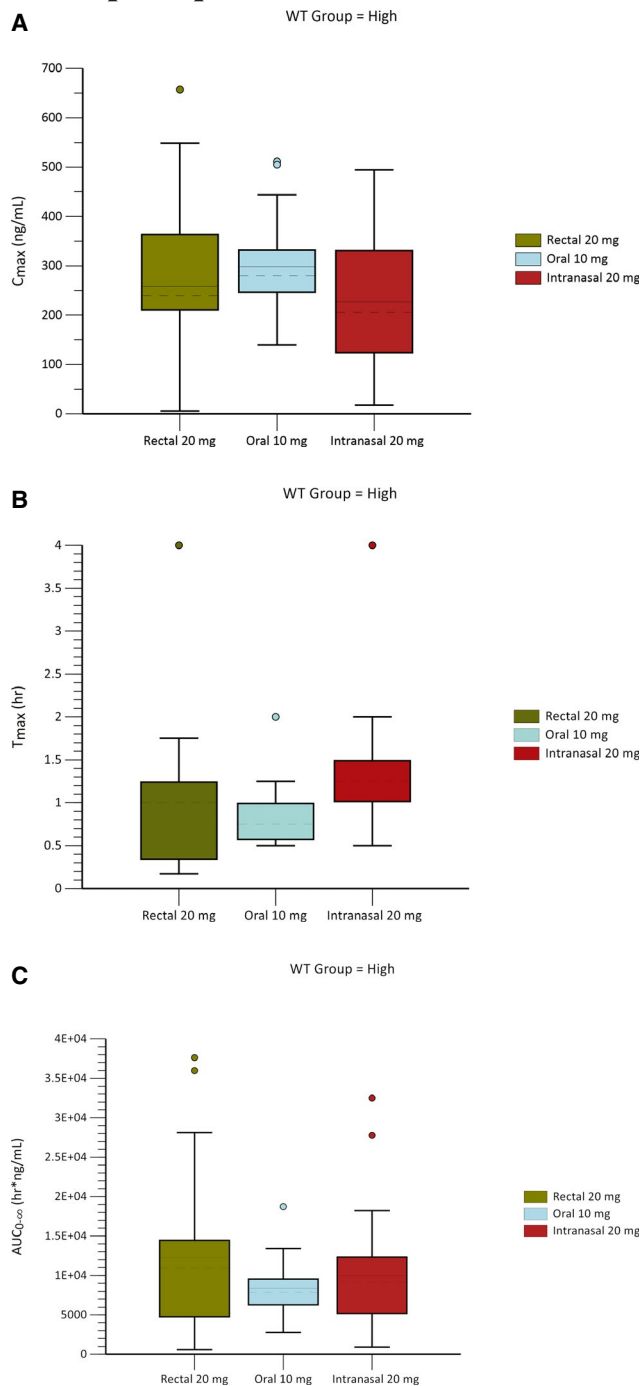 A
WT Group = High
700
600
500
400
300
200
100
0
Cmax (ng/mL)
Rectal 20 mg
Oral 10 mg
Intranasal 20 mg
Rectal 20 mg
Oral 10 mg
Intranasal 20 mg
B
WT Group = High
4
3.5
3
2.5
2
1.5
1
0.5
0
Tmax (hr)
Rectal 20 mg
Oral 10 mg
Intranasal 20 mg
Rectal 20 mg
Oral 10 mg
Intranasal 20 mg
C
WT Group = High
4E+04
3.5E+04
3E+04
2.5E+04
2E+04
1.5E+04
1E+04
5000
0
AUC0-∞ (hr*ng/mL)
Rectal 20 mg
Oral 10 mg
Intranasal 20 mg
Rectal 20 mg
Oral 10 mg
Intranasal 20 mg